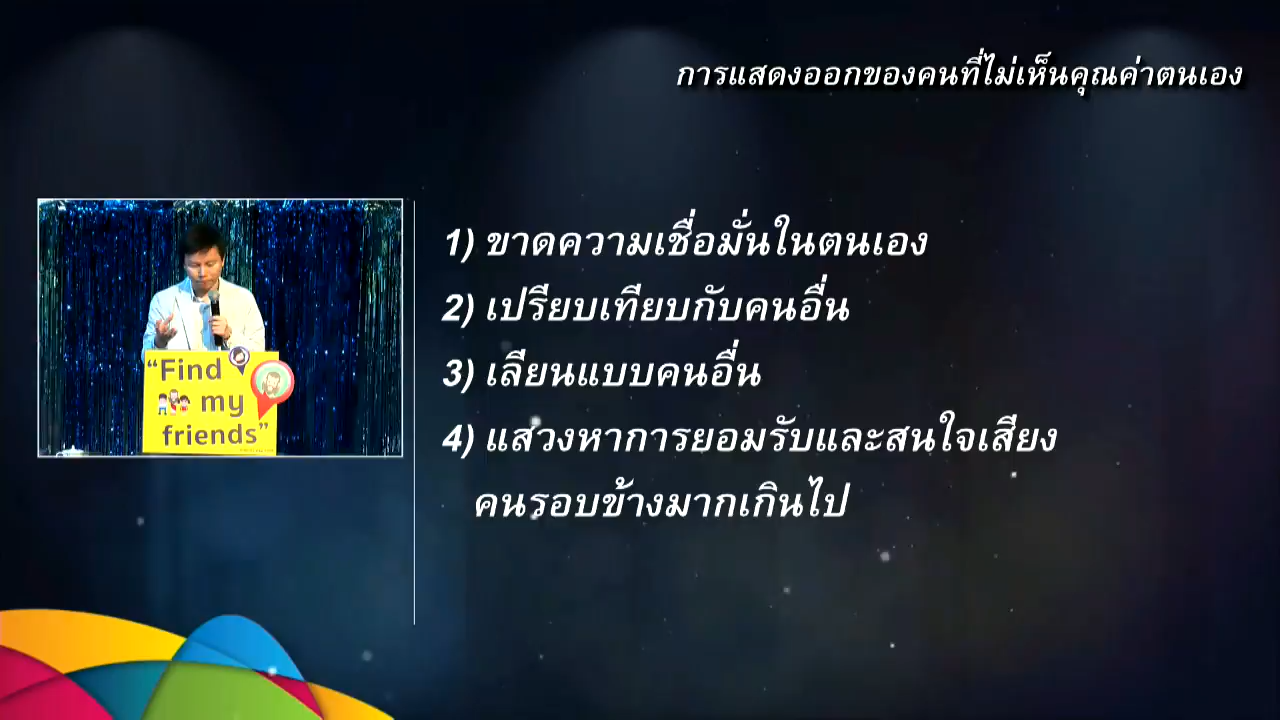 การแสดงออกของคนที่ไม่เห็นคุณค่าตนเอง
1) ขาดความเชื่อมั่นในตนเอง
2) เปรียบเทียบกับคนอื่น
3) เลียนแบบคนอื่น
4) แสวงหาการยอมรับและสนใจเสียง
คนรอบข้างมากเกินไป
“Find
my
friends”